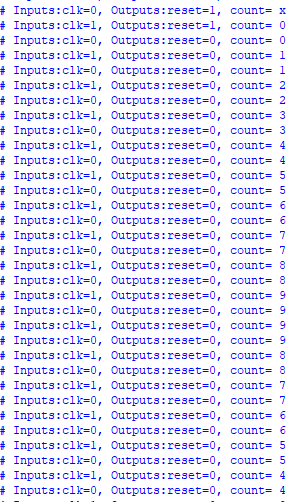 # Inputs:clk=0, Outputs:reset=1, count= x
# Inputs:clk=1, Outputs:reset=1, count= 0
# Inputs:clk=0, Outputs:reset=0, count= 0
# Inputs:clk=1, Outputs:reset=0, count= 1
# Inputs:clk=0, Outputs:reset=0, count= 1
# Inputs:clk=1, Outputs:reset=0, count= 2
# Inputs:clk=0, Outputs:reset=0, count= 2
# Inputs:clk=1, Outputs:reset=0, count= 3
# Inputs:clk=0, Outputs:reset=0, count= 3
# Inputs:clk=1, Outputs:reset=0, count= 4
# Inputs:clk=0, Outputs:reset=0, count= 4
# Inputs:clk=1, Outputs:reset=0, count= 5
# Inputs:clk=0, Outputs:reset=0, count= 5
# Inputs:clk=1, Outputs:reset=0, count= 6
# Inputs:clk=0, Outputs:reset=0, count= 6
# Inputs:clk=1, Outputs:reset=0, count= 7
# Inputs:clk=0, Outputs:reset=0, count= 7
# Inputs:clk=1, Outputs:reset=0, count= 8
# Inputs:clk=0, Outputs:reset=0, count= 8
# Inputs:clk=1, Outputs:reset=0, count= 9
# Inputs:clk=0, Outputs:reset=0, count= 9
# Inputs:clk=1, Outputs:reset=0, count= 9
# Inputs:clk=0, Outputs:reset=0, count= 9
# Inputs:clk=1, Outputs:reset=0, count= 8
# Inputs:clk=0, Outputs:reset=0, count= 8
# Inputs:clk=1, Outputs:reset=0, count= 7
# Inputs:clk=0, Outputs:reset=0, count= 7
# Inputs:clk=1, Outputs:reset=0, count= 6
# Inputs:clk=0, Outputs:reset=0, count= 6
# Inputs:clk=1, Outputs:reset=0, count= 5
# Inputs:clk=0, Outputs:reset=0, count= 5
# Inputs:clk=1, Outputs:reset=0, count= 4
# Inputs:clk=0, Outputs:reset=0, count= 4